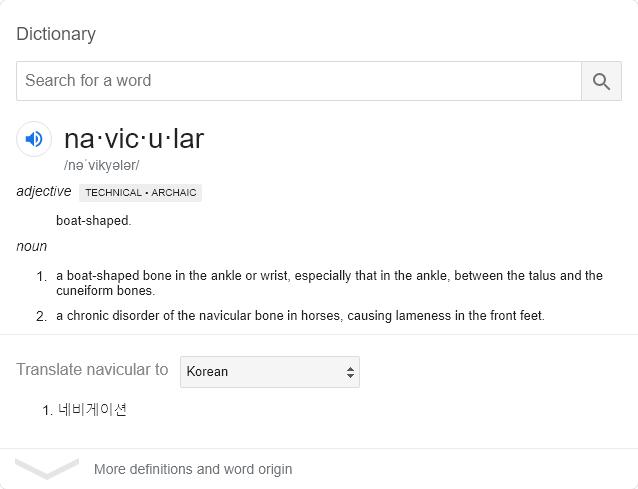 Dictionary
Search for a word
na·vic·u·lar
/nəˈvikyələr/
adjective TECHNICAL • ARCHAIC
boat-shaped.
noun
1. a boat-shaped bone in the ankle or wrist, especially that in the ankle, between the talus and the
cuneiform bones.
2. a chronic disorder of the navicular bone in horses, causing lameness in the front feet.
Translate navicular to Korean
1. 네비게이션
More definitions and word origin